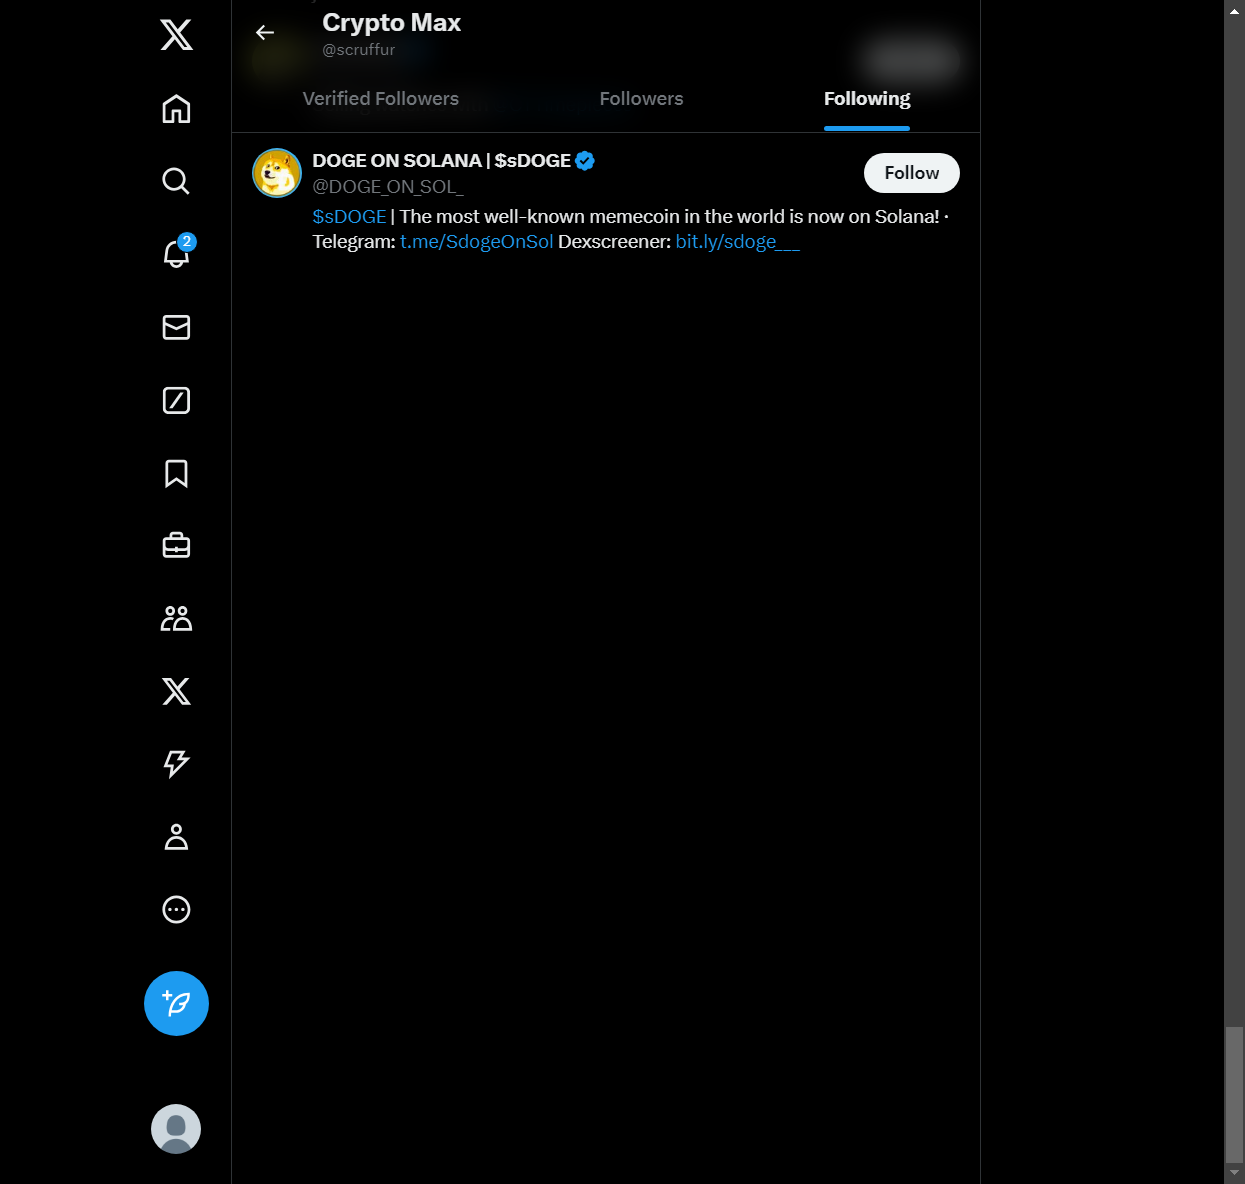 Crypto Max
@scruffur
Verified Followers
Followers
Following
DOGE ON SOLANA | $sDOGE
@DOGE_ON_SOL_
Follow
$sDOGE | The most well-known memecoin in the world is now on Solana! ·
Telegram: t.me/SdogeOnSol Dexscreener: bit.ly/sdoge___
2